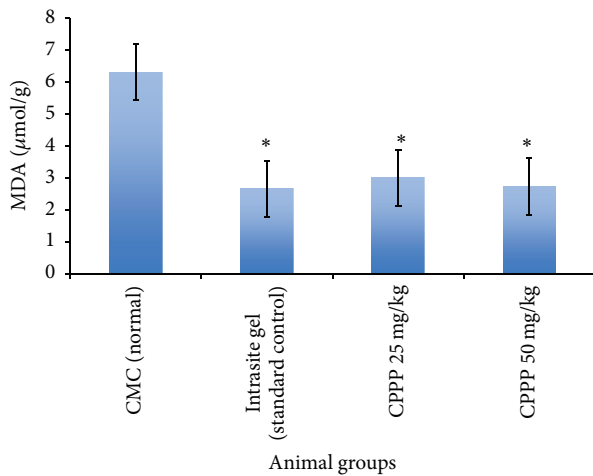 8
7
6
5
4
3
2
1
0
MDA (μmol/g)
*
*
*
CMC (normal)
Intrasite gel
(standard control)
CPPP 25 mg/kg
CPPP 50 mg/kg
Animal groups